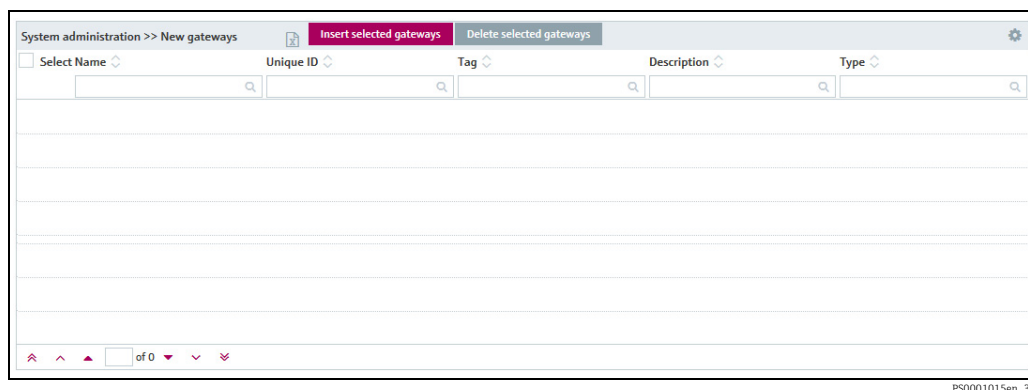 System administration >> New gateways Insert selected gateways Delete selected gateways
Select Name Unique ID Tag Description Type
of 0
PS0001015en_3